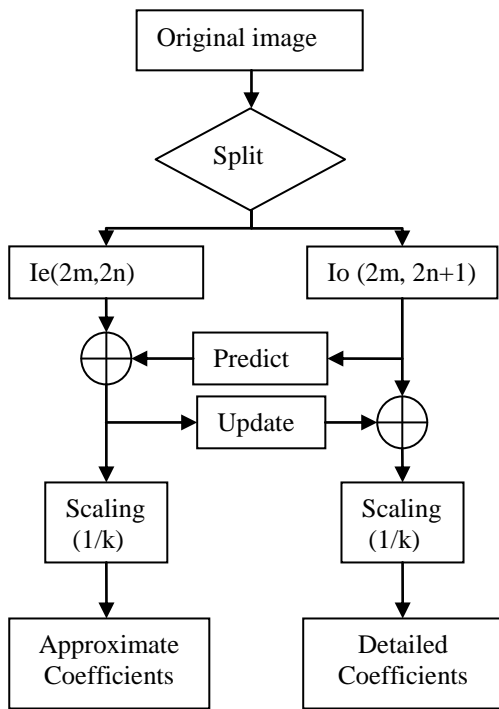 Original image
Split
Ie(2m,2n)
Io (2m, 2n+1)
Predict
Update
Scaling
(1/k)
Scaling
(1/k)
Approximate
Coefficients
Detailed
Coefficients